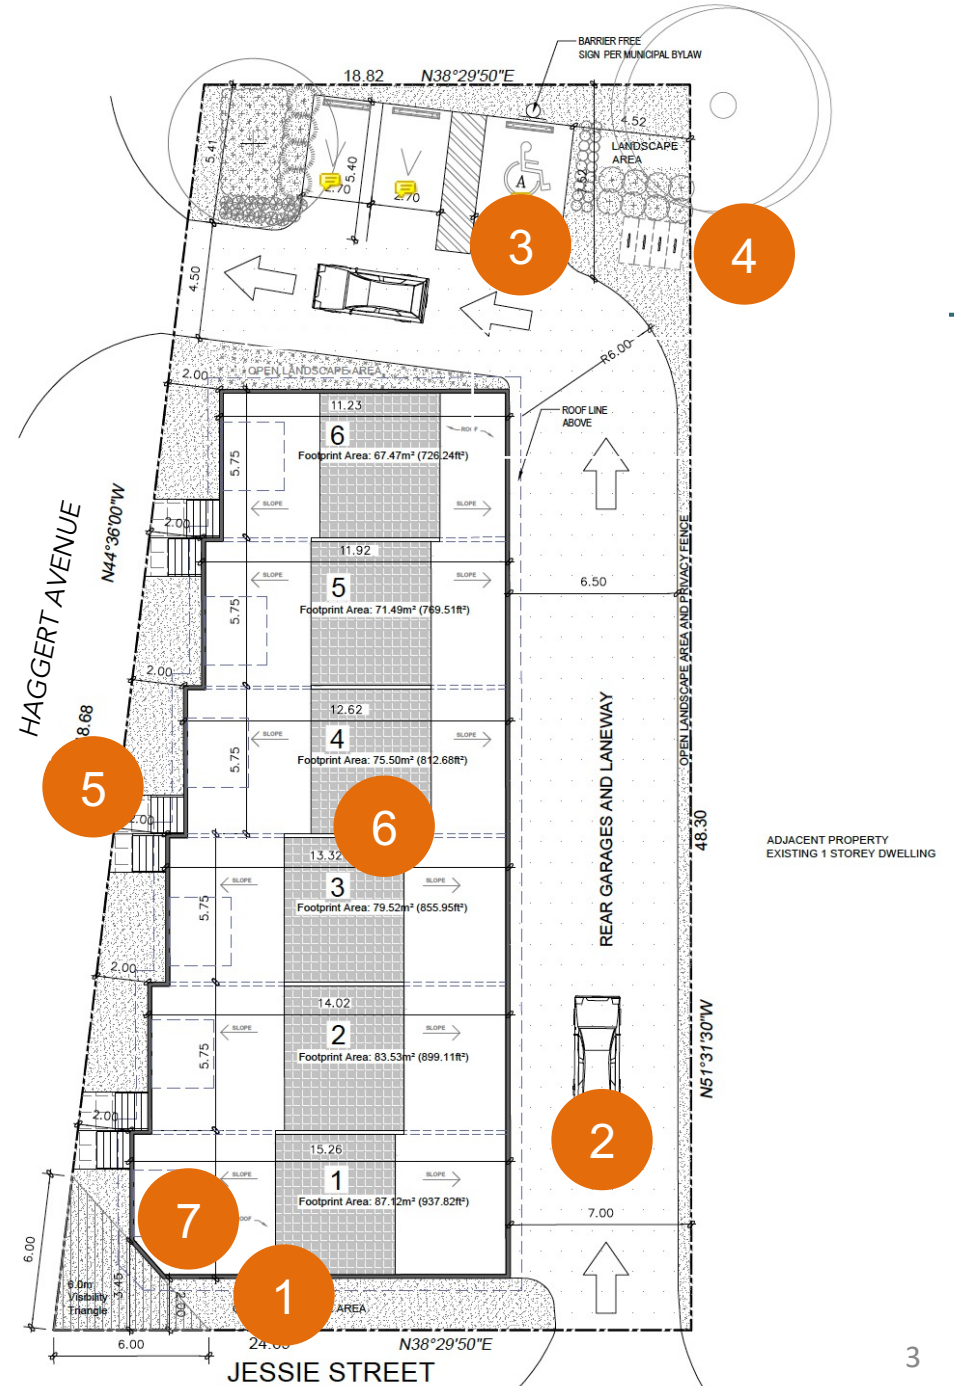 BARRIER FREE
SIGN PER MUNICIPAL BYLAW
18.82 N38°29'50"E
4.52
LANDSCAPE
AREA
5.41
5.40
2.70
2.70
A
3
4
4.50
R6.00
2.00
OPEN LANDSCAPE AREA
11.23
ROOF LINE
ABOVE
6
Footprint Area: 67.47m² (726.24ft²)
5.75
SLOPE
SLOPE
2.00
HAGGERT AVENUE
N44°36'00"W
11.92
5
Footprint Area: 71.49m² (769.51ft²)
5.75
SLOPE
SLOPE
6.50
OPEN LANDSCAPE AREA AND PRIVACY FENCE
2.00
12.62
4
Footprint Area: 75.50m² (812.68ft²)
5.75
SLOPE
SLOPE
8.68
5
2.00
6
REAR GARAGES AND LANEWAY
48.30
ADJACENT PROPERTY
EXISTING 1 STOREY DWELLING
13.32
3
Footprint Area: 79.52m² (855.95ft²)
5.75
SLOPE
SLOPE
2.00
14.02
2
Footprint Area: 83.53m² (899.11ft²)
5.75
SLOPE
SLOPE
N51°31'30"W
2.00
2
15.26
1
Footprint Area: 87.12m² (937.82ft²)
SLOPE
SLOPE
7
7.00
6.00
6.0m
Visibility
Triangle
3.45
2.00
1
AREA
6.00
N38°29'50"E
JESSIE STREET
3